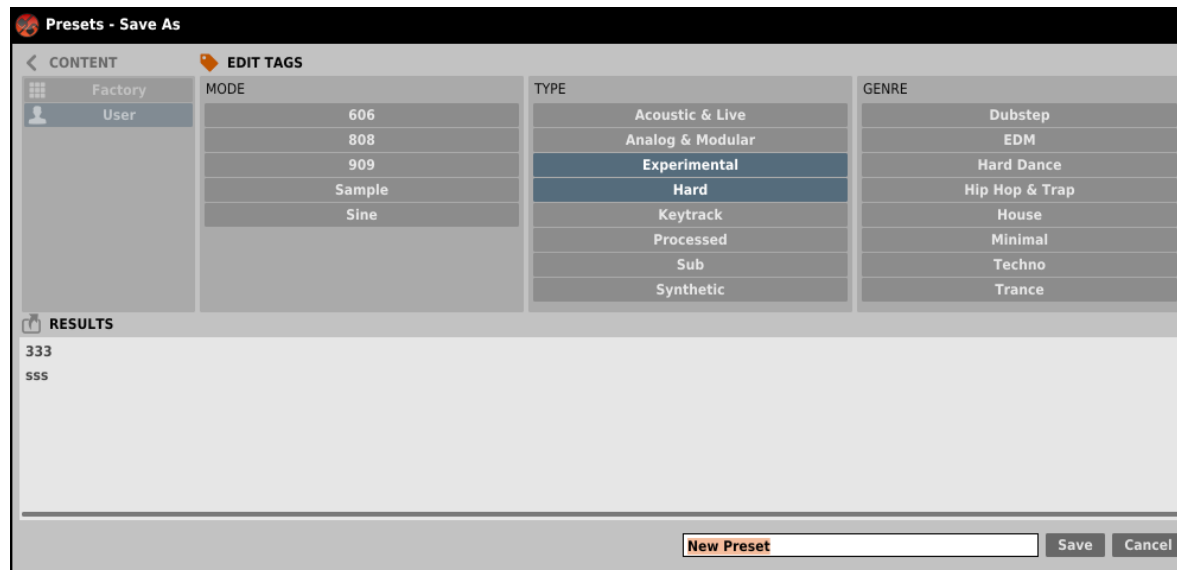 Presets - Save As
CONTENT
EDIT TAGS
Factory
User
MODE
606
808
909
Sample
Sine
TYPE
Acoustic & Live
Analog & Modular
Experimental
Hard
Keytrack
Processed
Sub
Synthetic
GENRE
Dubstep
EDM
Hard Dance
Hip Hop & Trap
House
Minimal
Techno
Trance
RESULTS
333
sss
New Preset
Save
Cancel